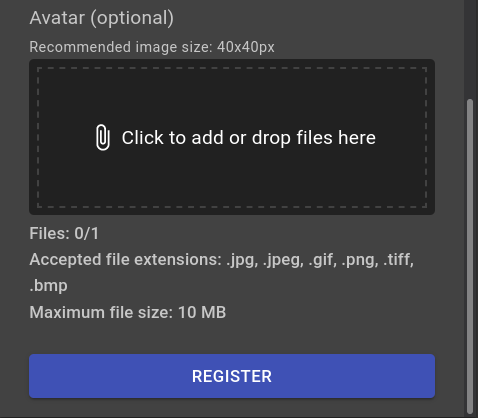 Avatar (optional)
Recommended image size: 40x40px
Click to add or drop files here
Files: 0/1
Accepted file extensions: .jpg, .jpeg, .gif, .png, .tiff,
.bmp
Maximum file size: 10 MB
REGISTER